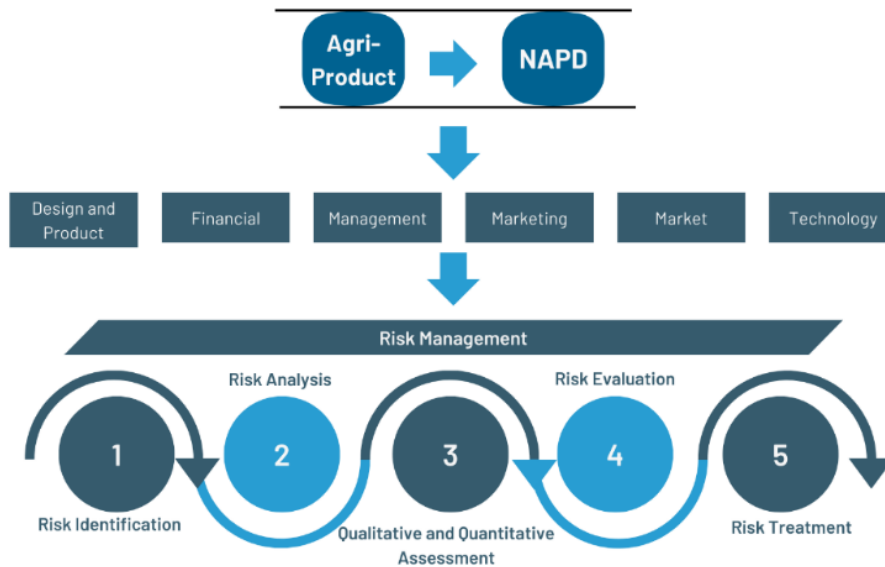 Agri-
Product
NAPD
Design and
Product
Financial
Management
Marketing
Market
Technology
Risk Management
Risk Analysis
Risk Evaluation
1
2
3
4
5
Risk Identification
Qualitative and Quantitative
Assessment
Risk Treatment